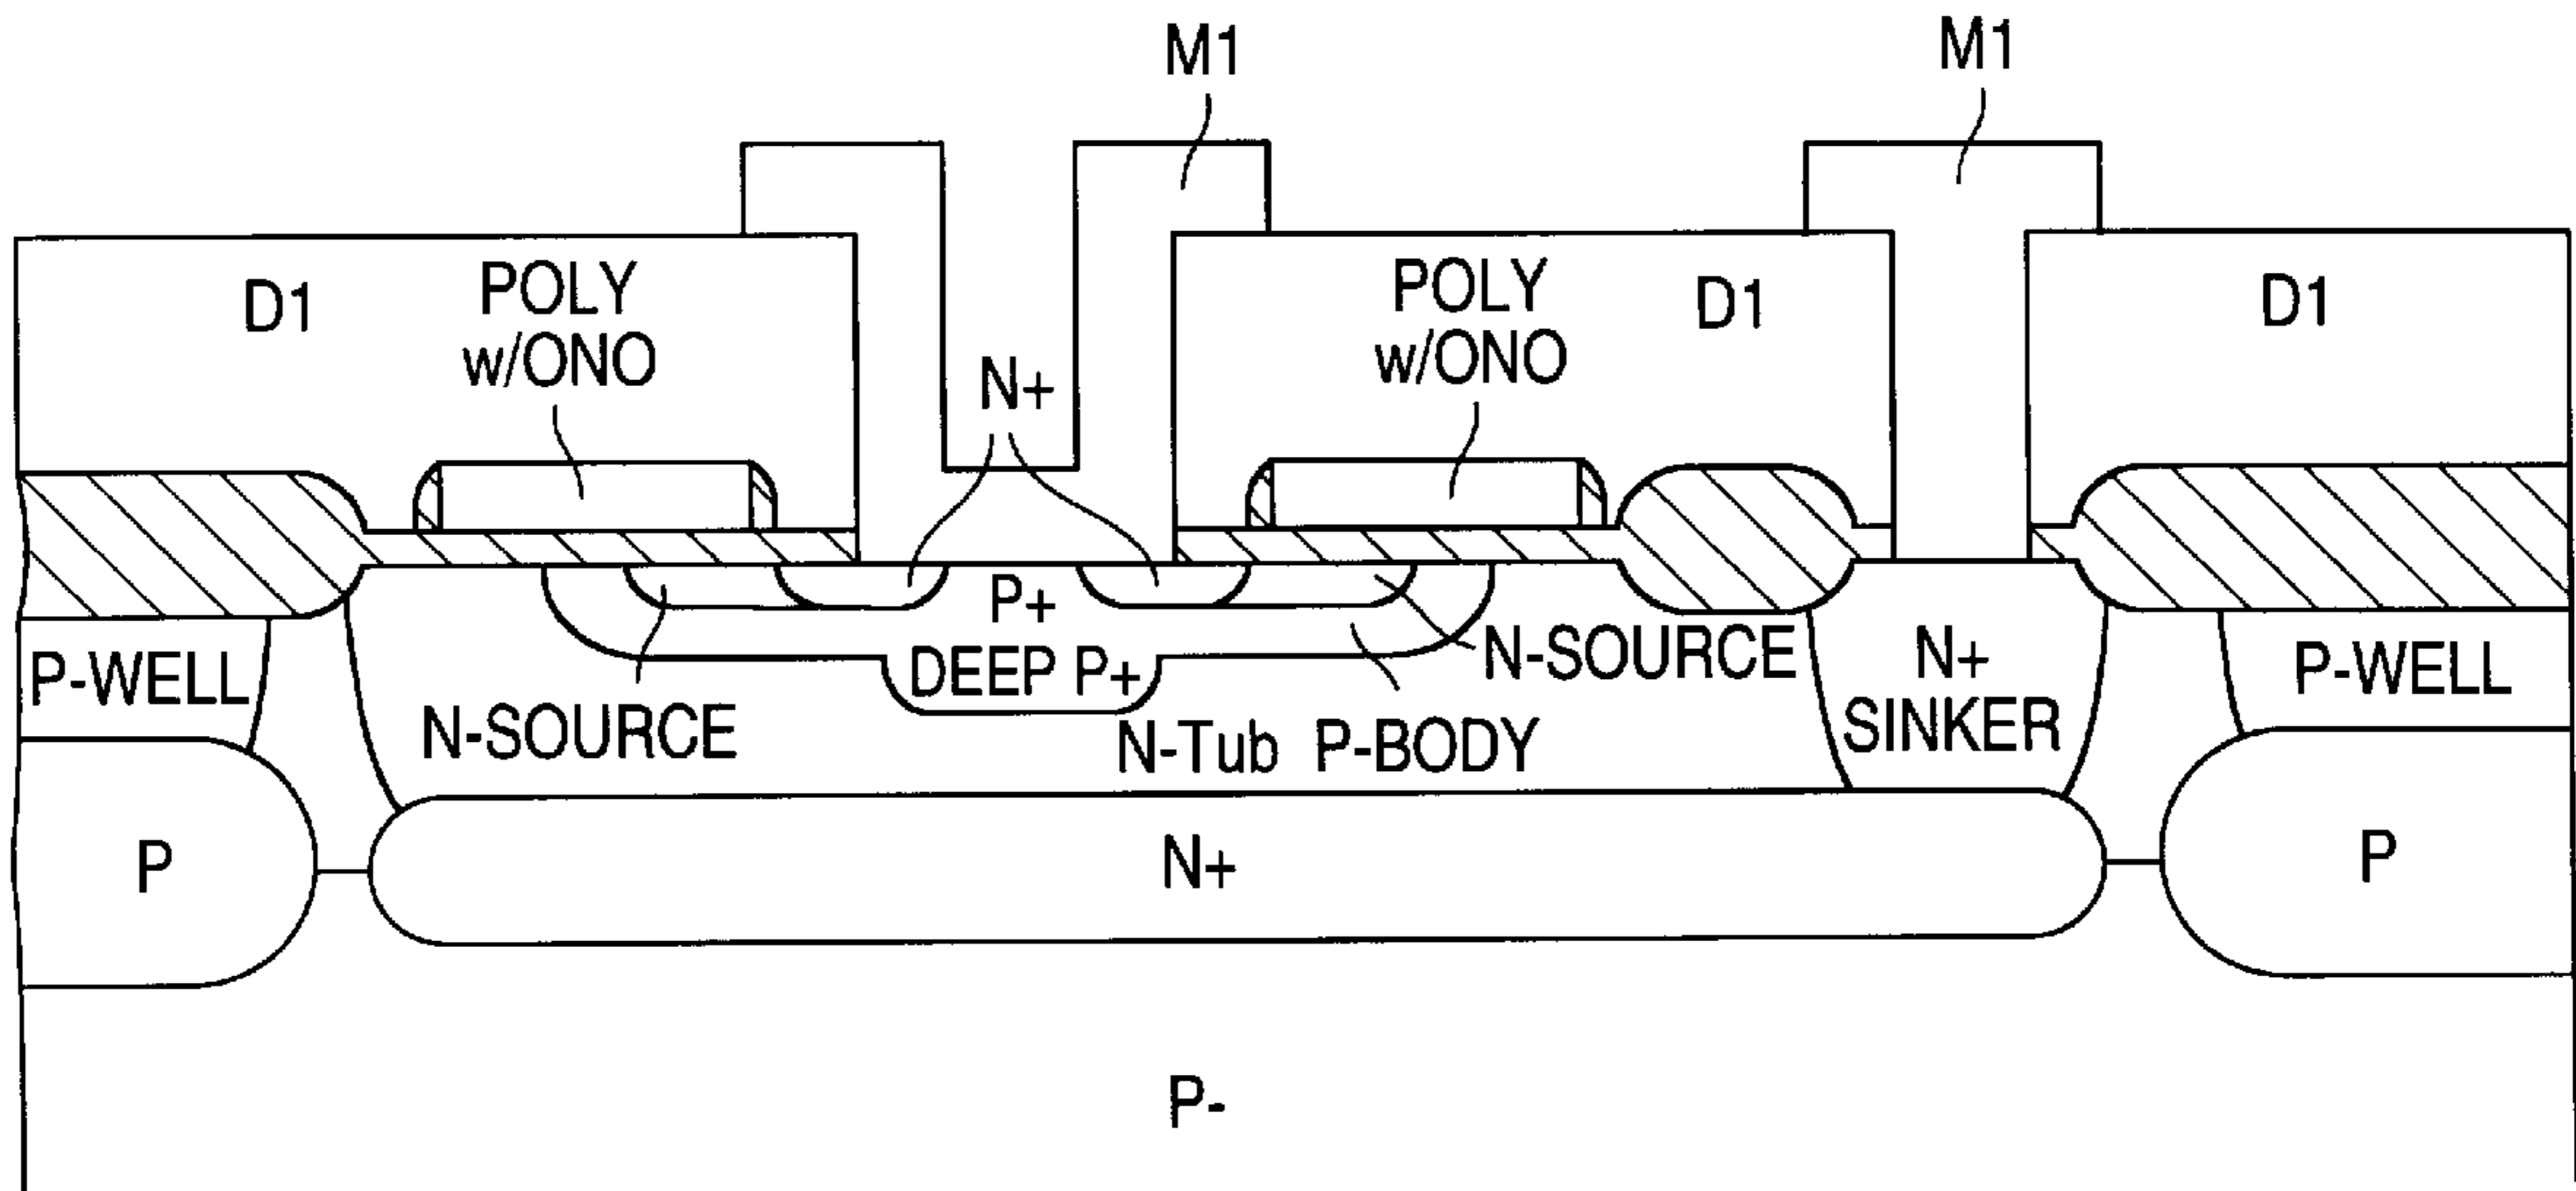 M1
M1
D1
POLY
w/ONO
N+
POLY
w/ONO
D1
D1
P-WELL
N-SOURCE
P+
DEEP P+
N-SOURCE
N-Tub
P-BODY
N+
SINKER
P-WELL
P
N+
P
P-